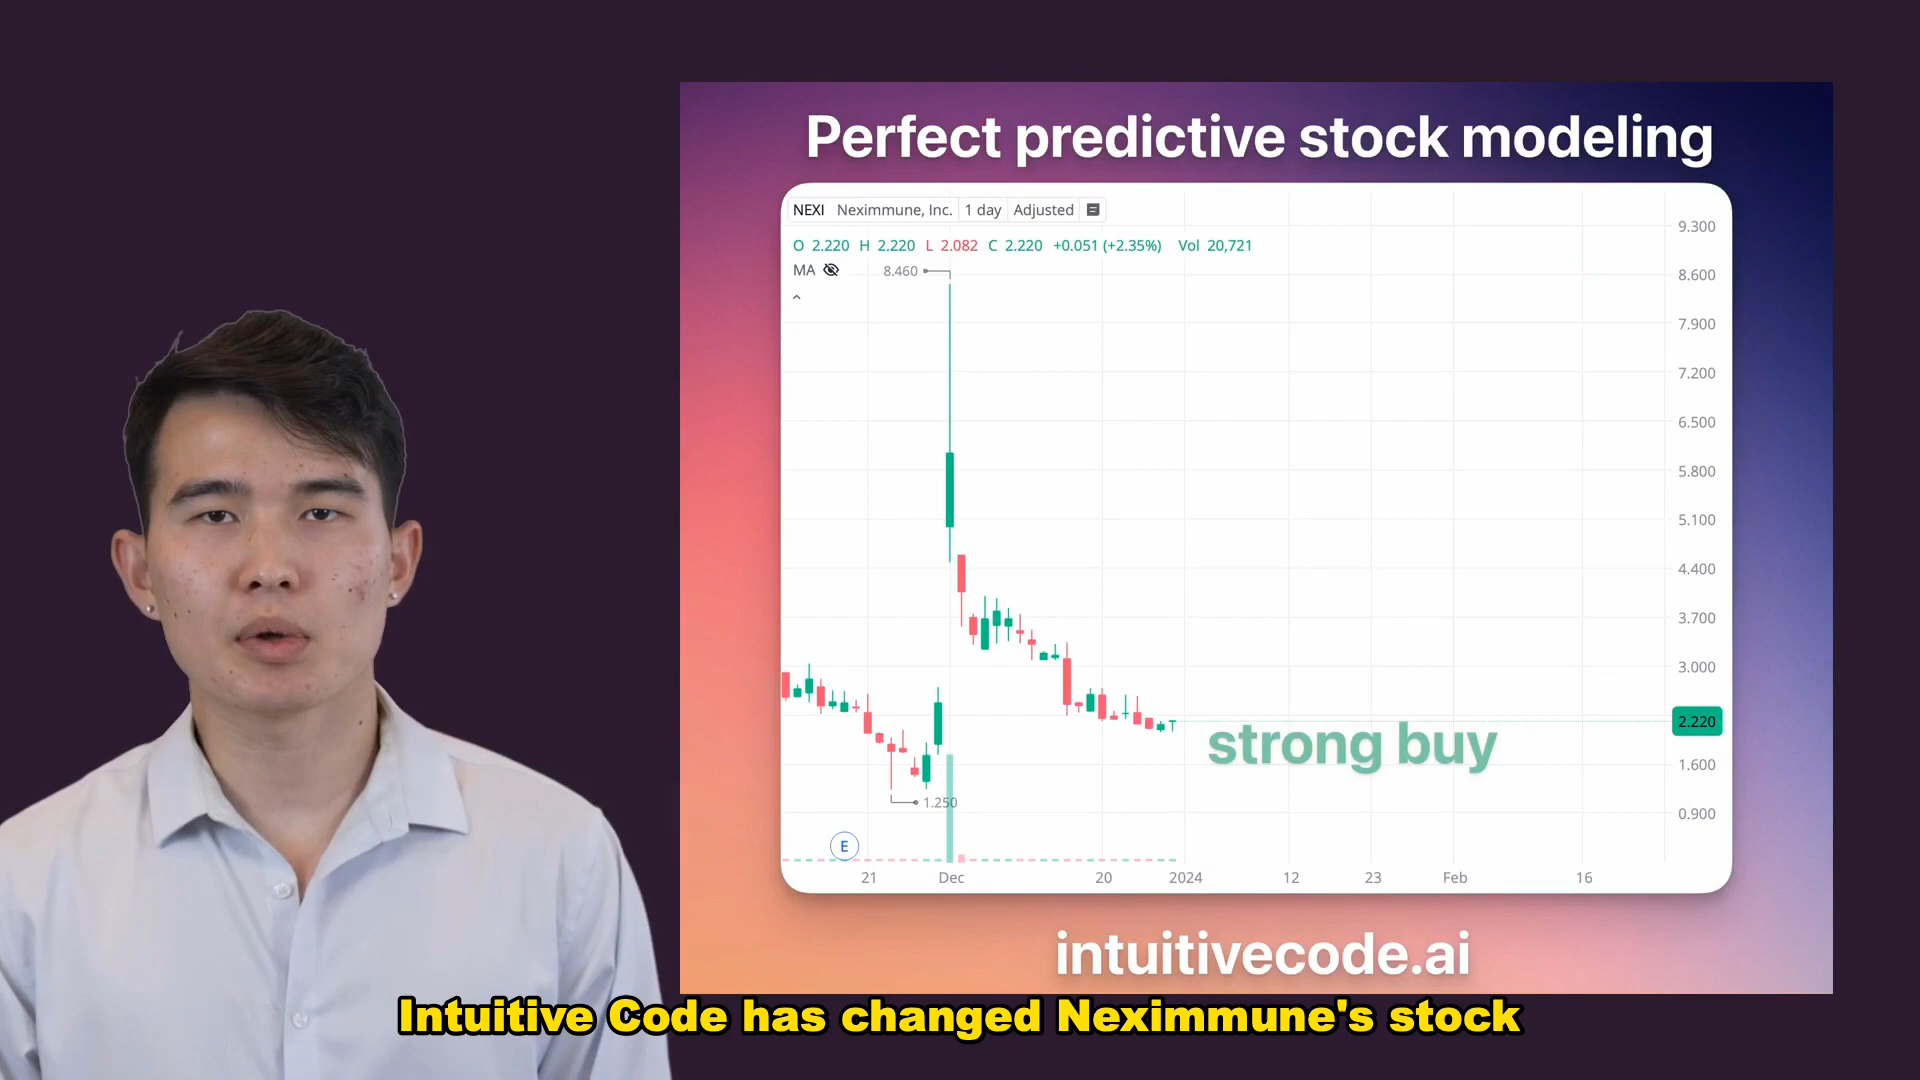 Perfect predictive stock modeling
NEXI Neximmune, Inc. 1 day Adjusted
O 2.220 H 2.220 L 2.082 C 2.220 +0.051 (+2.35%) Vol 20,721
MA
8.460
9.300
8.600
7.900
7.200
6.500
5.800
5.100
4.400
3.700
3.000
2.220
1.600
0.900
strong buy
1.250
E
21 Dec 20 2024 12 23 Feb 16
intuitivecode.ai
Intuitive Code has changed Neximmune's stock